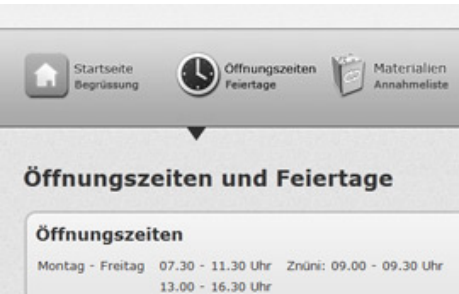 Startseite
Begrüssung
Öffnungszeiten
Feiertage
Materialien
Annahmeliste
Öffnungszeiten und Feiertage
Öffnungszeiten
Montag - Freitag 07.30 - 11.30 Uhr Znüni: 09.00 - 09.30 Uhr
13.00 - 16.30 Uhr